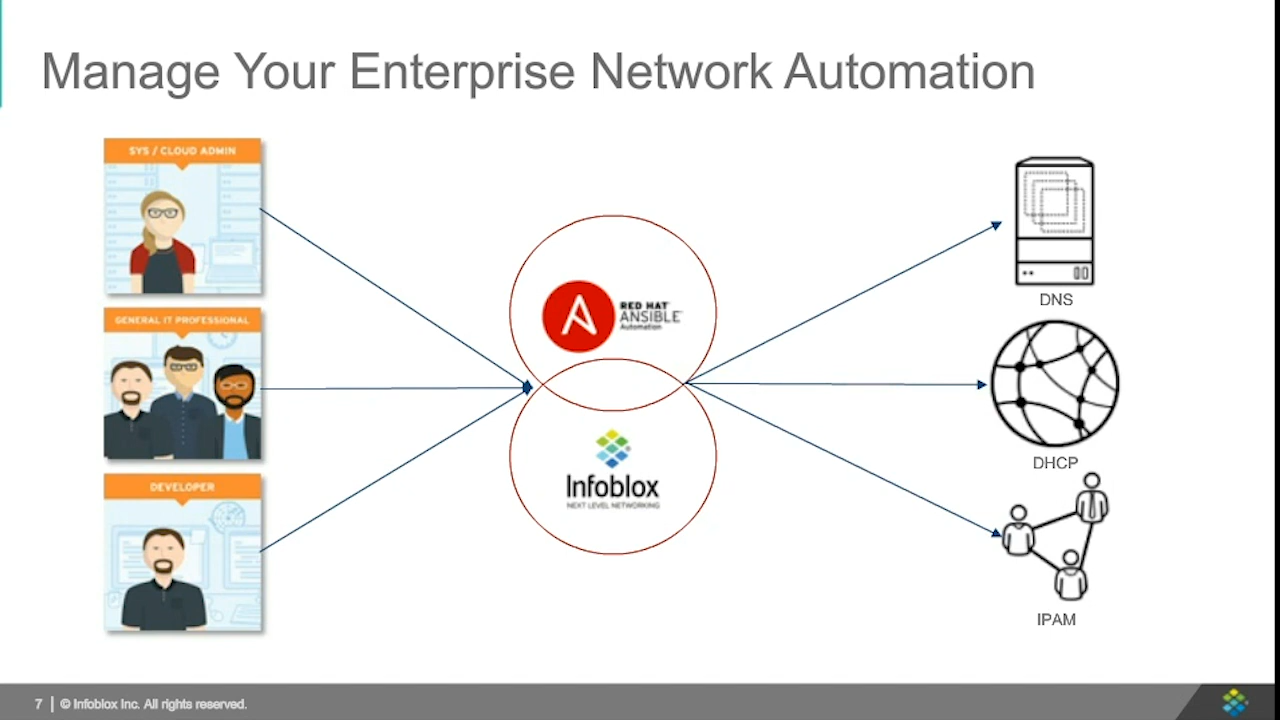 Manage Your Enterprise Network Automation
SYS / CLOUD ADMIN
GENERAL IT PROFESSIONAL
DEVELOPER
RED HAT
ANSIBLE
Automation
Infoblox
NEXT LEVEL NETWORKING
DNS
DHCP
IPAM
7 | © Infoblox Inc. All rights reserved.